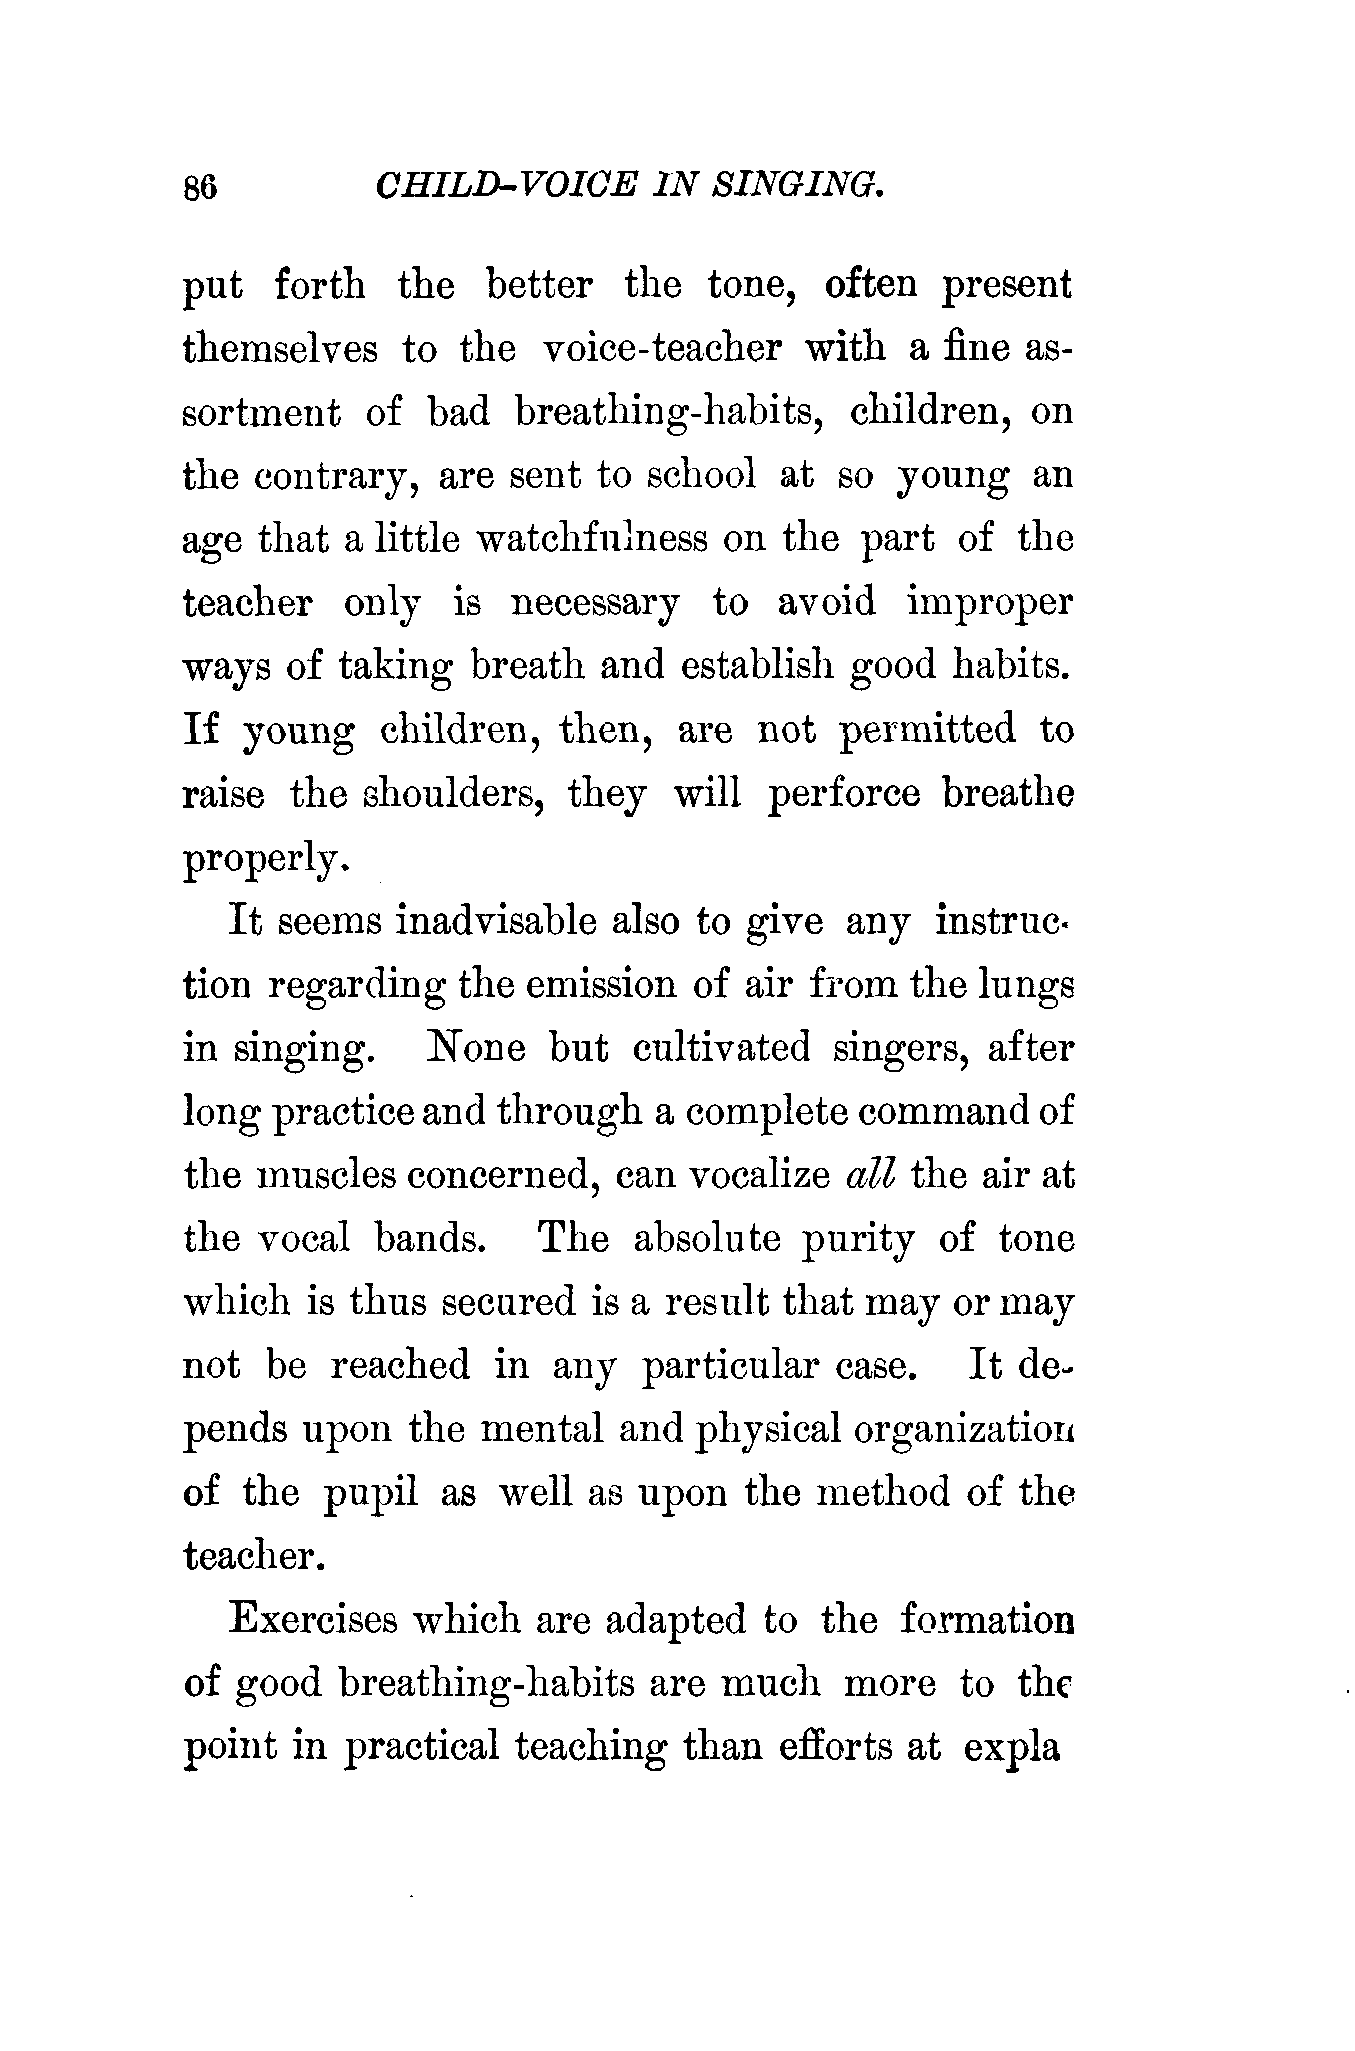 86 CHILD-VOICE IN SINGING.
put forth the better the tone, often present
themselves to the voice-teacher with a fine as-
sortment of bad breathing-habits, children, on
the contrary, are sent to school at so young an
age that a little watchfulness on the part of the
teacher only is necessary to avoid improper
ways of taking breath and establish good habits.
If young children, then, are not permitted to
raise the shoulders, they will perforce breathe
properly.
It seems inadvisable also to give any instruc-
tion regarding the emission of air from the lungs
in singing. None but cultivated singers, after
long practice and through a complete command of
the muscles concerned, can vocalize all the air at
the vocal bands. The absolute purity of tone
which is thus secured is a result that may or may
not be reached in any particular case. It de-
pends upon the mental and physical organization
of the pupil as well as upon the method of the
teacher.
Exercises which are adapted to the formation
of good breathing-habits are much more to the
point in practical teaching than efforts at expla